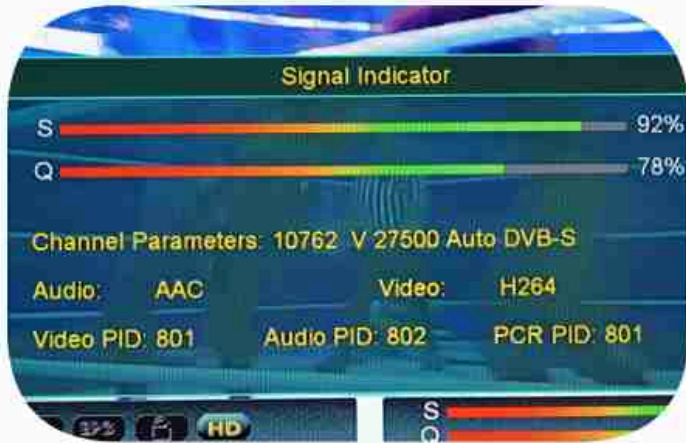 Signal Indicator
S 92%
Q 78%
Channel Parameters: 10762 V 27500 Auto DVB-S
Audio: AAC Video: H264
Video PID: 801 Audio PID: 802 PCR PID: 801
HD S
Q